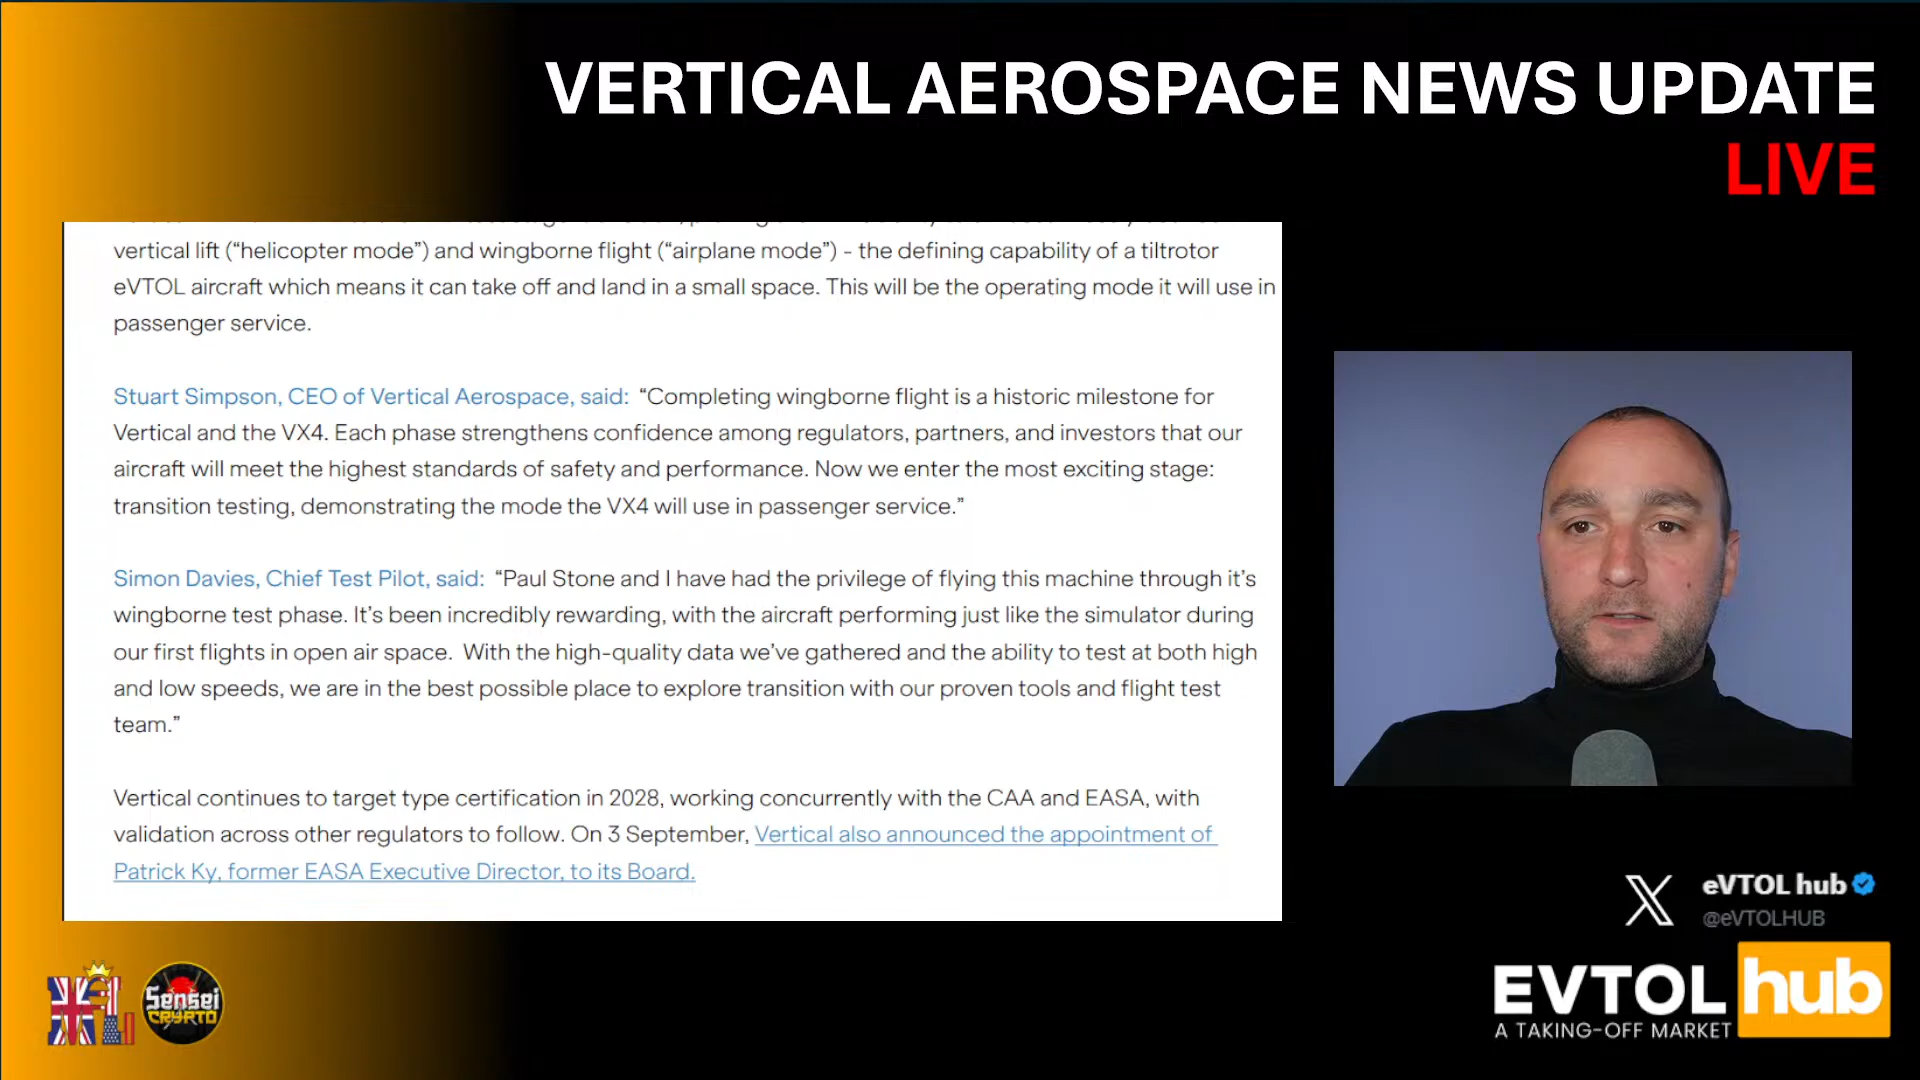 VERTICAL AEROSPACE NEWS UPDATE
LIVE
vertical lift (“helicopter mode”) and wingborne flight (“airplane mode”) - the defining capability of a tiltrotor
eVTOL aircraft which means it can take off and land in a small space. This will be the operating mode it will use in
passenger service.
Stuart Simpson, CEO of Vertical Aerospace, said: “Completing wingborne flight is a historic milestone for
Vertical and the VX4. Each phase strengthens confidence among regulators, partners, and investors that our
aircraft will meet the highest standards of safety and performance. Now we enter the most exciting stage:
transition testing, demonstrating the mode the VX4 will use in passenger service.”
Simon Davies, Chief Test Pilot, said: “Paul Stone and I have had the privilege of flying this machine through it’s
wingborne test phase. It’s been incredibly rewarding, with the aircraft performing just like the simulator during
our first flights in open air space. With the high-quality data we’ve gathered and the ability to test at both high
and low speeds, we are in the best possible place to explore transition with our proven tools and flight test
team.”
Vertical continues to target type certification in 2028, working concurrently with the CAA and EASA, with
validation across other regulators to follow. On 3 September, Vertical also announced the appointment of
Patrick Ky, former EASA Executive Director, to its Board.
eVTOL hub
@eVTOLHUB
EVTOL hub
A TAKING-OFF MARKET
Sensei
CRYPTO